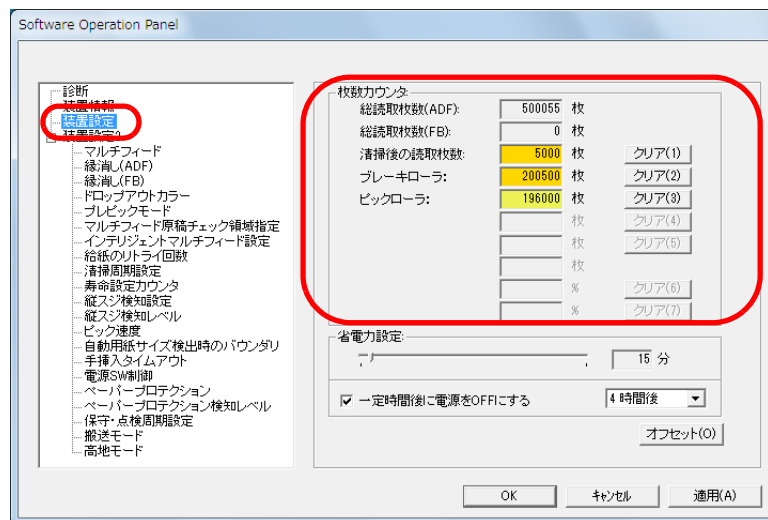 Software Operation Panel
診断
装置情報
装置設定
装置設定2
マルチフィード
縁消し(ADF)
縁消し(FB)
ドロップアウトカラー
プレピックモード
マルチフィード原稿チェック領域指定
インテリジェントマルチフィード設定
給紙のリトライ回数
清掃周期設定
寿命設定カウンタ
縦スジ検知設定
縦スジ検知レベル
ピック速度
自動用紙サイズ検出時のバウンダリ
手挿入タイムアウト
電源SW制御
ペーパープロテクション
ペーパープロテクション検知レベル
保守・点検周期設定
搬送モード
高地モード
枚数カウンタ:
総読取枚数(ADF): 500055 枚
総読取枚数(FB): 0 枚
清掃後の読取枚数: 5000 枚 クリア(1)
ブレーキローラ: 200500 枚 クリア(2)
ピックローラ: 196000 枚 クリア(3)
枚 クリア(4)
枚 クリア(5)
枚
% クリア(6)
% クリア(7)
省電力設定:
15 分
一定時間後に電源をOFFにする 4 時間後
オフセット(O)
OK キャンセル 適用(A)